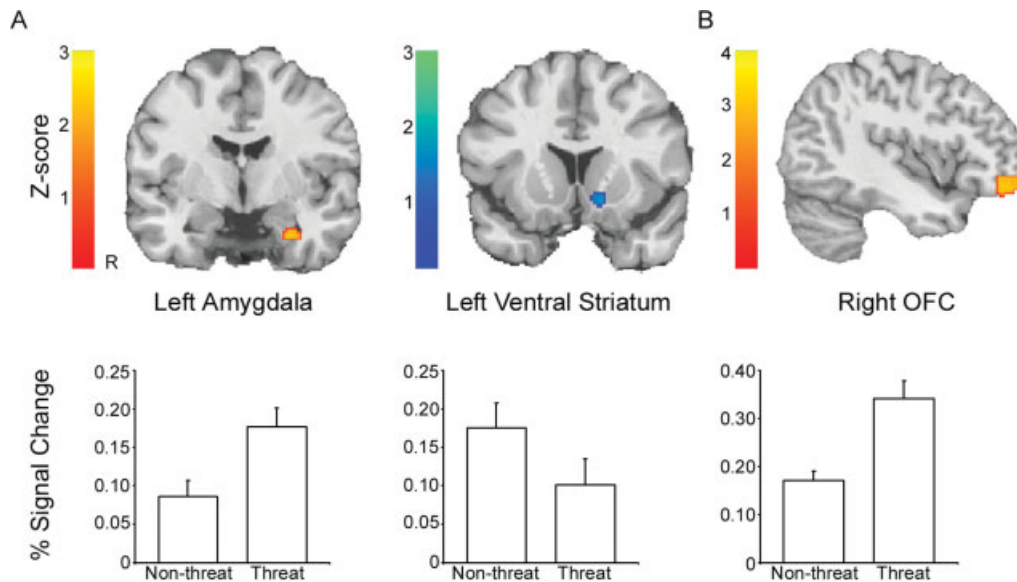 A
B
Z-score
3
2
1
R
3
2
1
4
3
2
1
Left Amygdala
Left Ventral Striatum
Right OFC
% Signal Change
0.25
0.20
0.15
0.10
0.05
0
Non-threat Threat
0.25
0.20
0.15
0.10
0.05
0
Non-threat Threat
0.40
0.30
0.20
0.10
0
Non-threat Threat